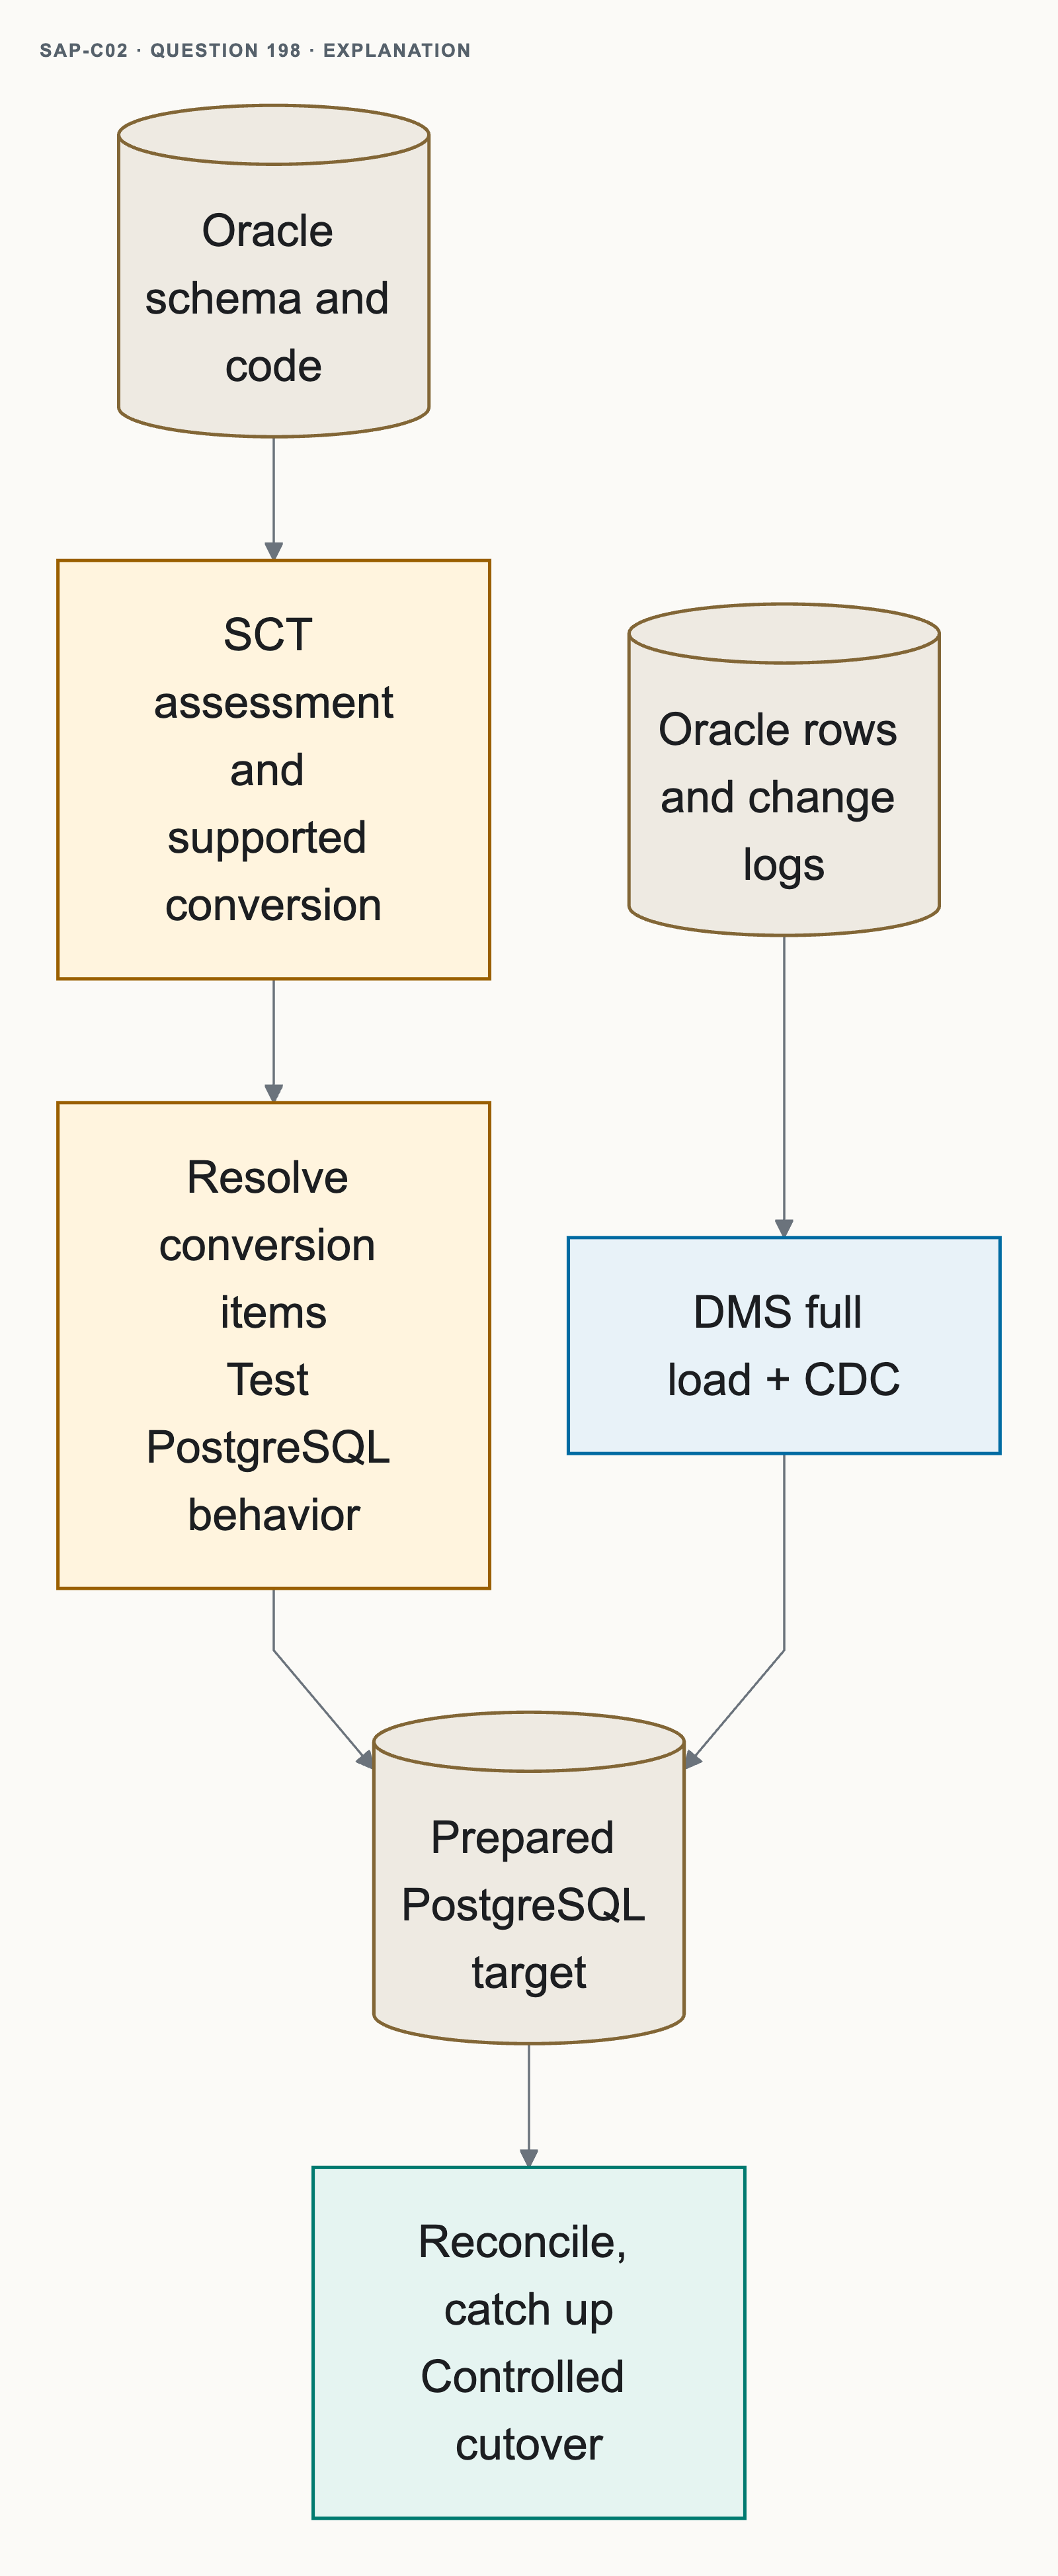 SAP-C02 · QUESTION 198 · EXPLANATION
Oracle
schema and
code
SCT
assessment
and
supported
conversion
Oracle rows
and change
logs
Resolve
conversion
items
Test
PostgreSQL
behavior
DMS full
load + CDC
Prepared
PostgreSQL
target
Reconcile,
catch up
Controlled
cutover